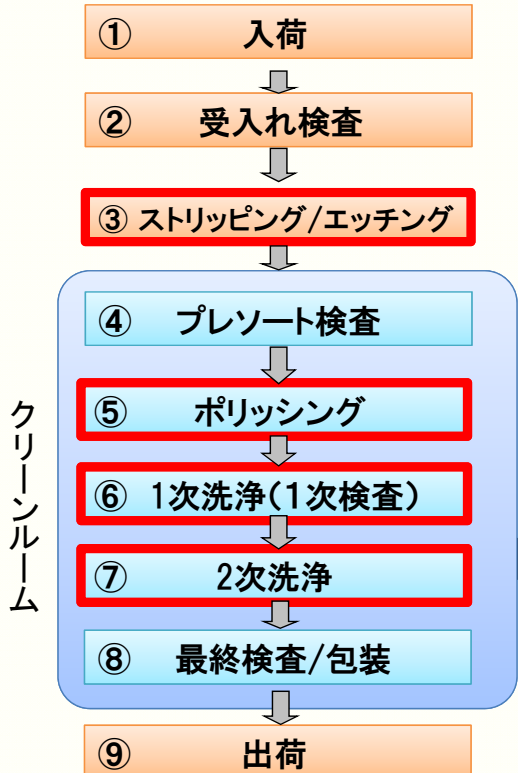 ① 入荷
② 受入れ検査
③ ストリッピング/エッチング
クリーンルーム
④ プレソート検査
⑤ ポリッシング
⑥ 1次洗浄(1次検査)
⑦ 2次洗浄
⑧ 最終検査/包装
⑨ 出荷